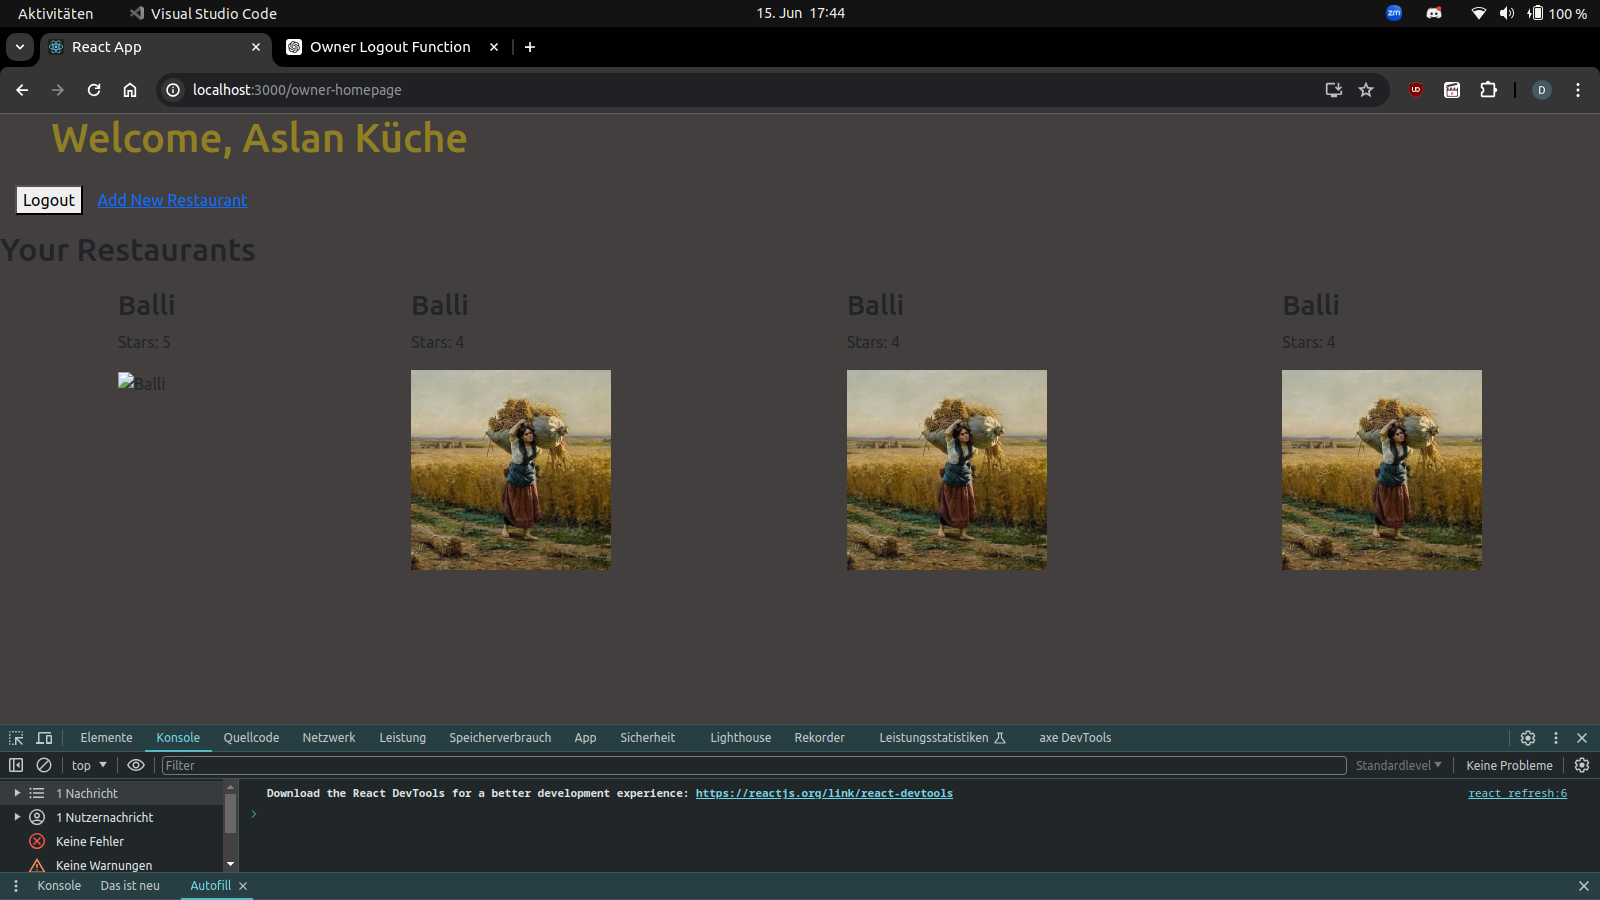 Aktivitäten Visual Studio Code 15. Jun 17:44 zm 100 %
React App Owner Logout Function
localhost:3000/owner-homepage D
Welcome, Aslan Küche
Logout Add New Restaurant
Your Restaurants
Balli Balli Balli Balli
Stars: 5 Stars: 4 Stars: 4 Stars: 4
Balli
Elemente Konsole Quellcode Netzwerk Leistung Speicherverbrauch App Sicherheit Lighthouse Rekorder Leistungsstatistiken axe DevTools
top Filter Standardlevel Keine Probleme
1 Nachricht Download the React DevTools for a better development experience: https://reactjs.org/link/react-devtools react refresh:6
1 Nutzernachricht
Keine Fehler
Keine Warnungen
Konsole Das ist neu Autofill